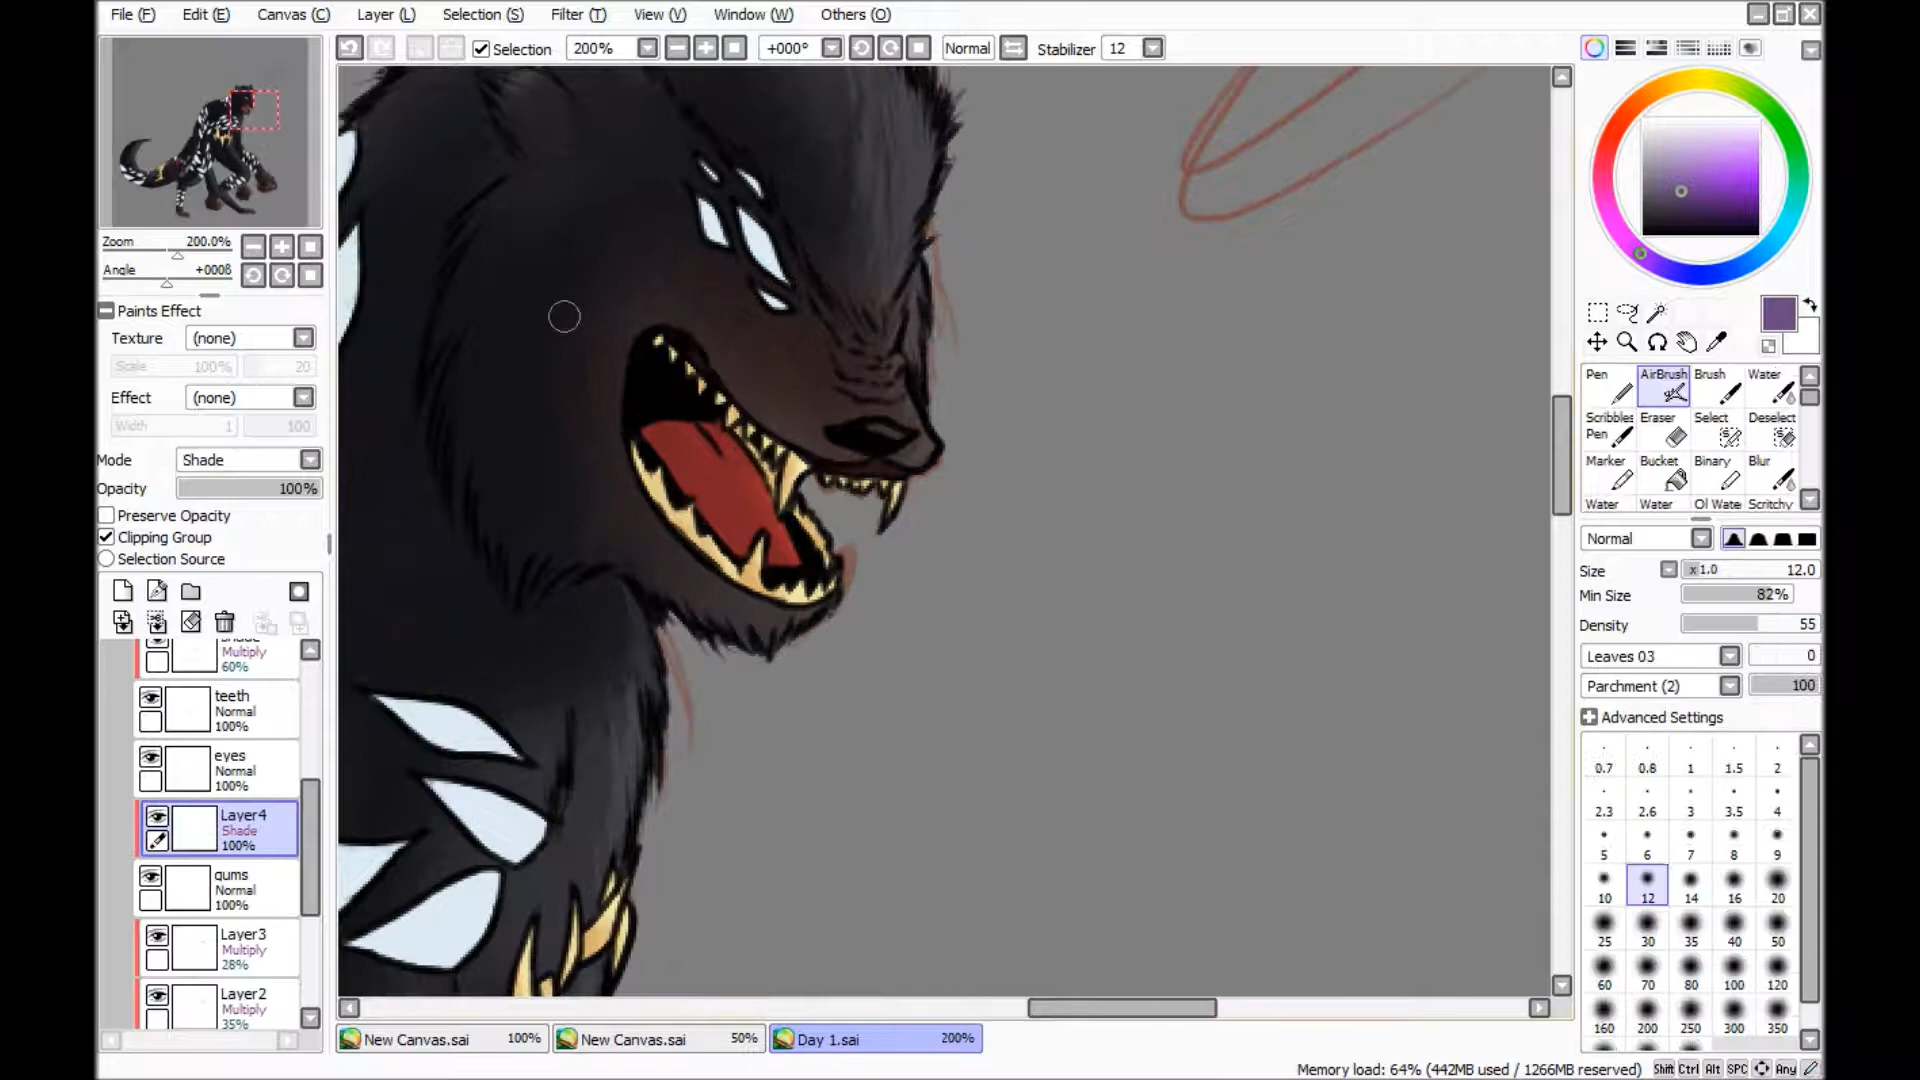 File (F) Edit (E) Canvas (C) Layer (L) Selection (S) Filter (T) View (V) Window (W) Others (O)
Selection 200% +000° Normal Stabilizer 12
Zoom 200.0%
Angle +000ß
Paints Effect
Texture (none)
Scale 100% 20
Effect (none)
Width 1 100
Mode Shade
Opacity 100%
Preserve Opacity
Clipping Group
Selection Source
Multiply
60%
teeth
Normal
100%
eyes
Normal
100%
Layer4
Shade
100%
gums
Normal
100%
Layer3
Multiply
28%
Layer2
Multiply
35%
New Canvas.sai 100% New Canvas.sai 50% Day 1.sai 200%
Pen AirBrush Brush Water
Scribbles Eraser Select Deselect
Pen
Marker Bucket Binary Blur
Water Water Ol Wate Scritchy
Normal
Size x1.0 12.0
Min Size 82%
Density 55
Leaves 03 0
Parchment (2) 100
Advanced Settings
0.7 0.8 1 1.5 2
2.3 2.6 3 3.5 4
5 6 7 8 9
10 12 14 16 20
25 30 35 40 50
60 70 80 100 120
160 200 250 300 350
Memory load: 64% (442MB used / 1266MB reserved) Shift Ctrl Alt SPC Any